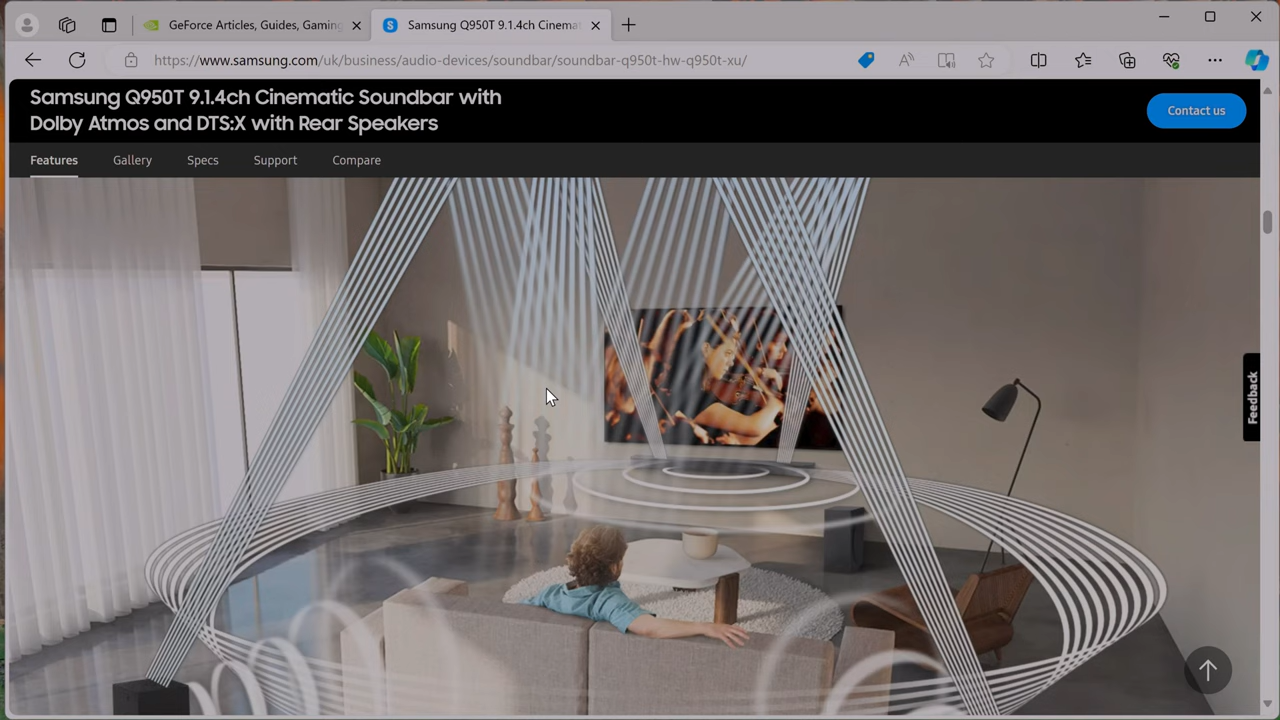 GeForce Articles, Guides, Gaming
Samsung Q950T 9.1.4ch Cinemat
https://www.samsung.com/uk/business/audio-devices/soundbar/soundbar-q950t-hw-q950t-xu/
Samsung Q950T 9.1.4ch Cinematic Soundbar with
Dolby Atmos and DTS:X with Rear Speakers
Contact us
Features
Gallery
Specs
Support
Compare
Feedback